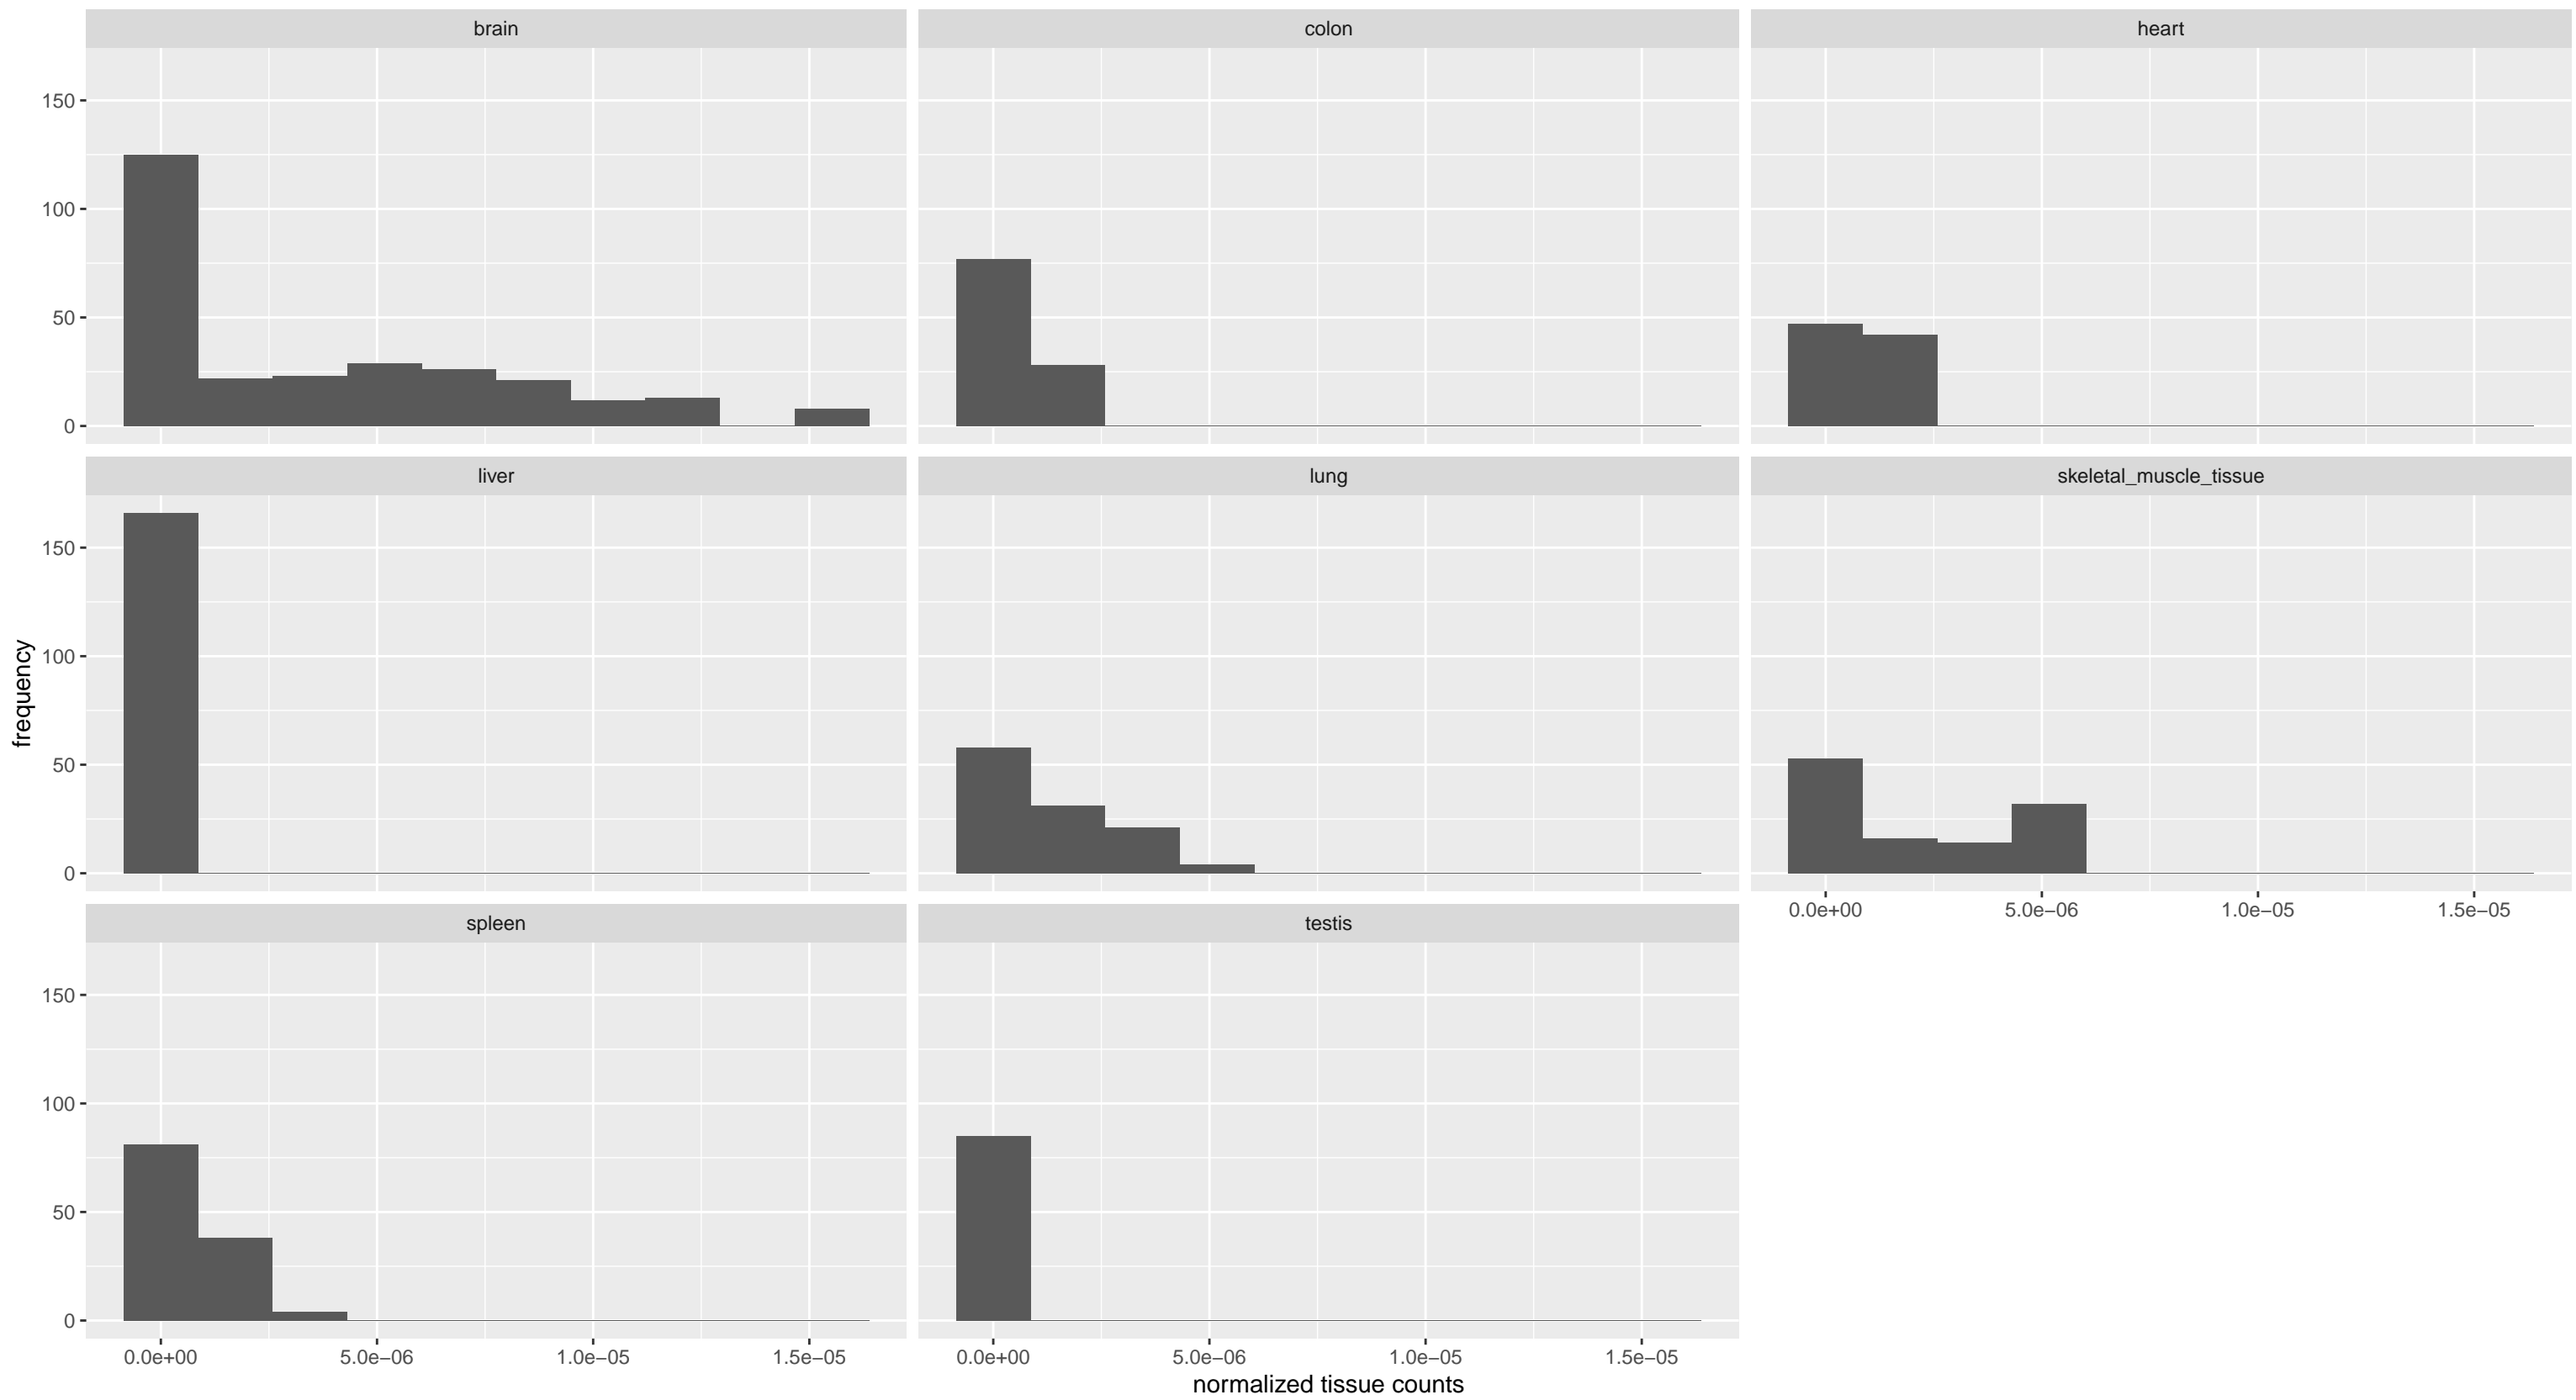 brain
colon
heart
150
100
50
0
liver
lung
skeletal_muscle_tissue
150
100
50
0
0.0e+00 5.0e−06 1.0e−05 1.5e−05
spleen
testis
150
100
50
0
0.0e+00 5.0e−06 1.0e−05 1.5e−05
0.0e+00 5.0e−06 1.0e−05 1.5e−05
normalized tissue counts
frequency